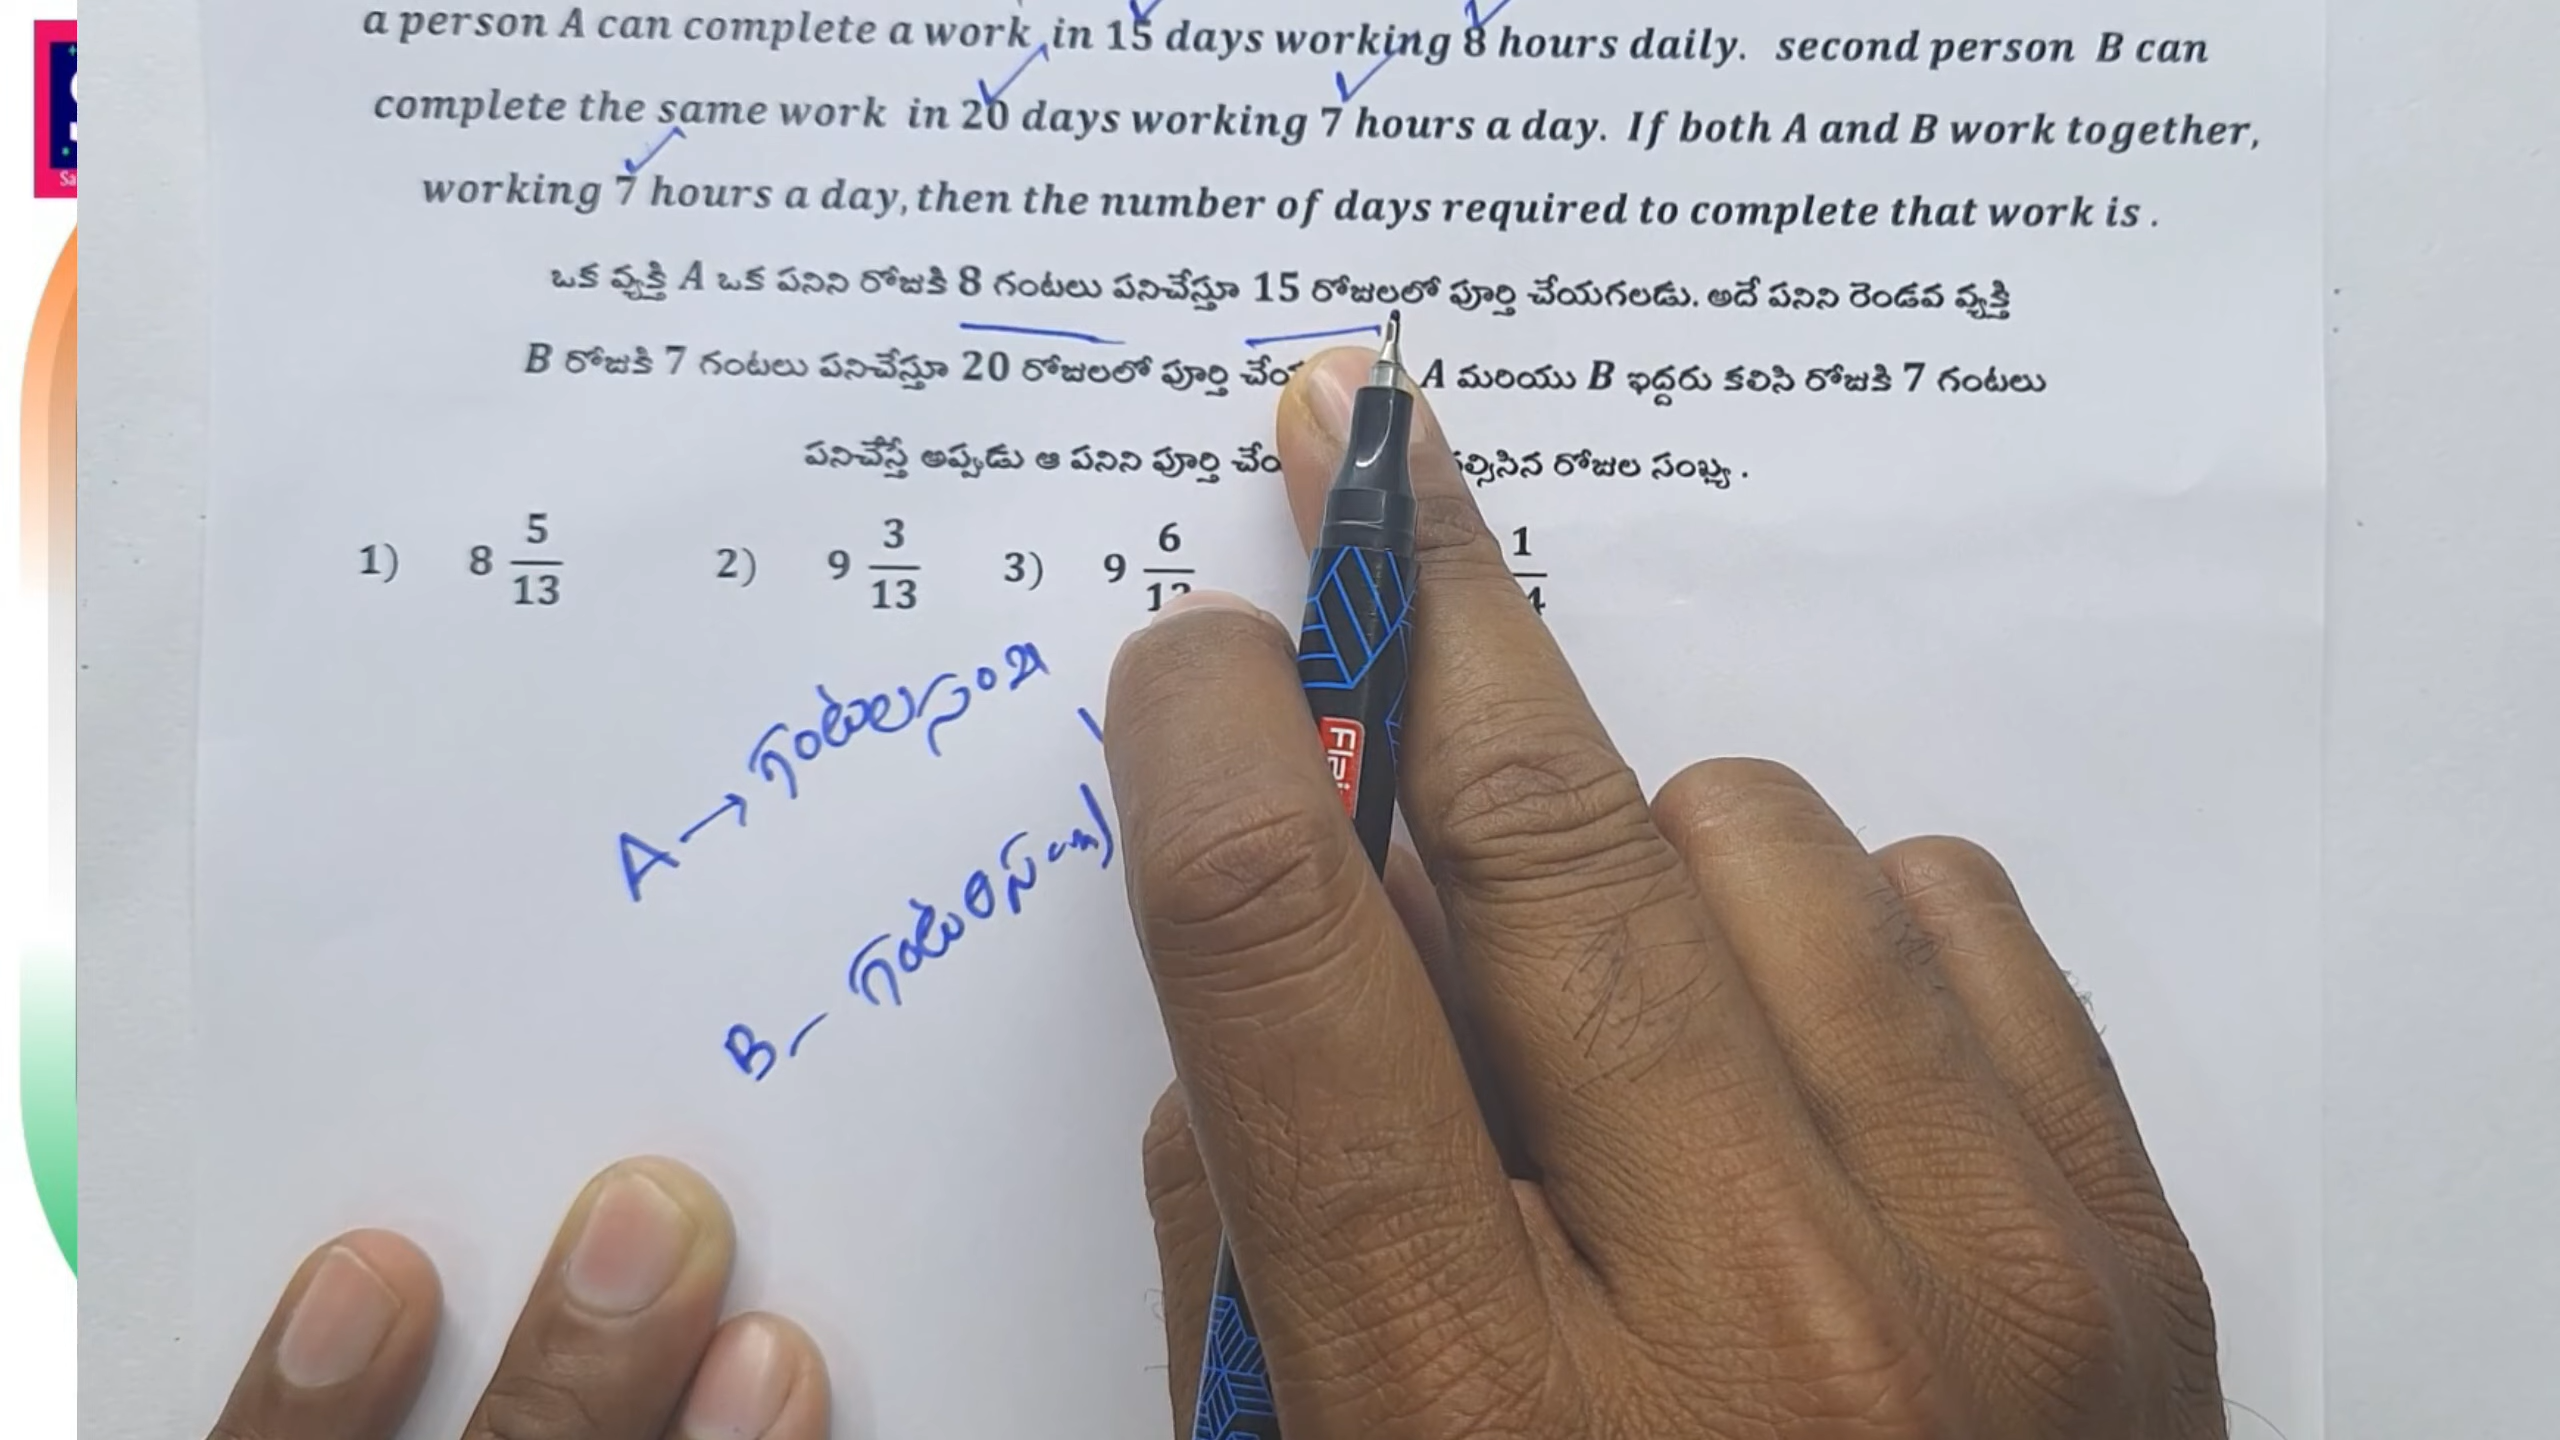 a person A can complete a work in 15 days working 8 hours daily. second person B can
complete the same work in 20 days working 7 hours a day. If both A and B work together,
working 7 hours a day, then the number of days required to complete that work is .
ఒక వ్యక్తి A ఒక పనిని రోజుకి 8 గంటలు పనిచేస్తూ 15 రోజులలో పూర్తి చేయగలడు. అదే పనిని రెండవ వ్యక్తి
B రోజుకి 7 గంటలు పనిచేస్తూ 20 రోజులలో పూర్తి A మరియు B ఇద్దరు కలిసి రోజుకి 7 గంటలు
పనిచేస్తే అప్పుడు ఆ పనిని పూర్తి రోజుల సంఖ్య .
1) 8 5/13 2) 9 3/13 3) 9 6/ 1/
A →
B –